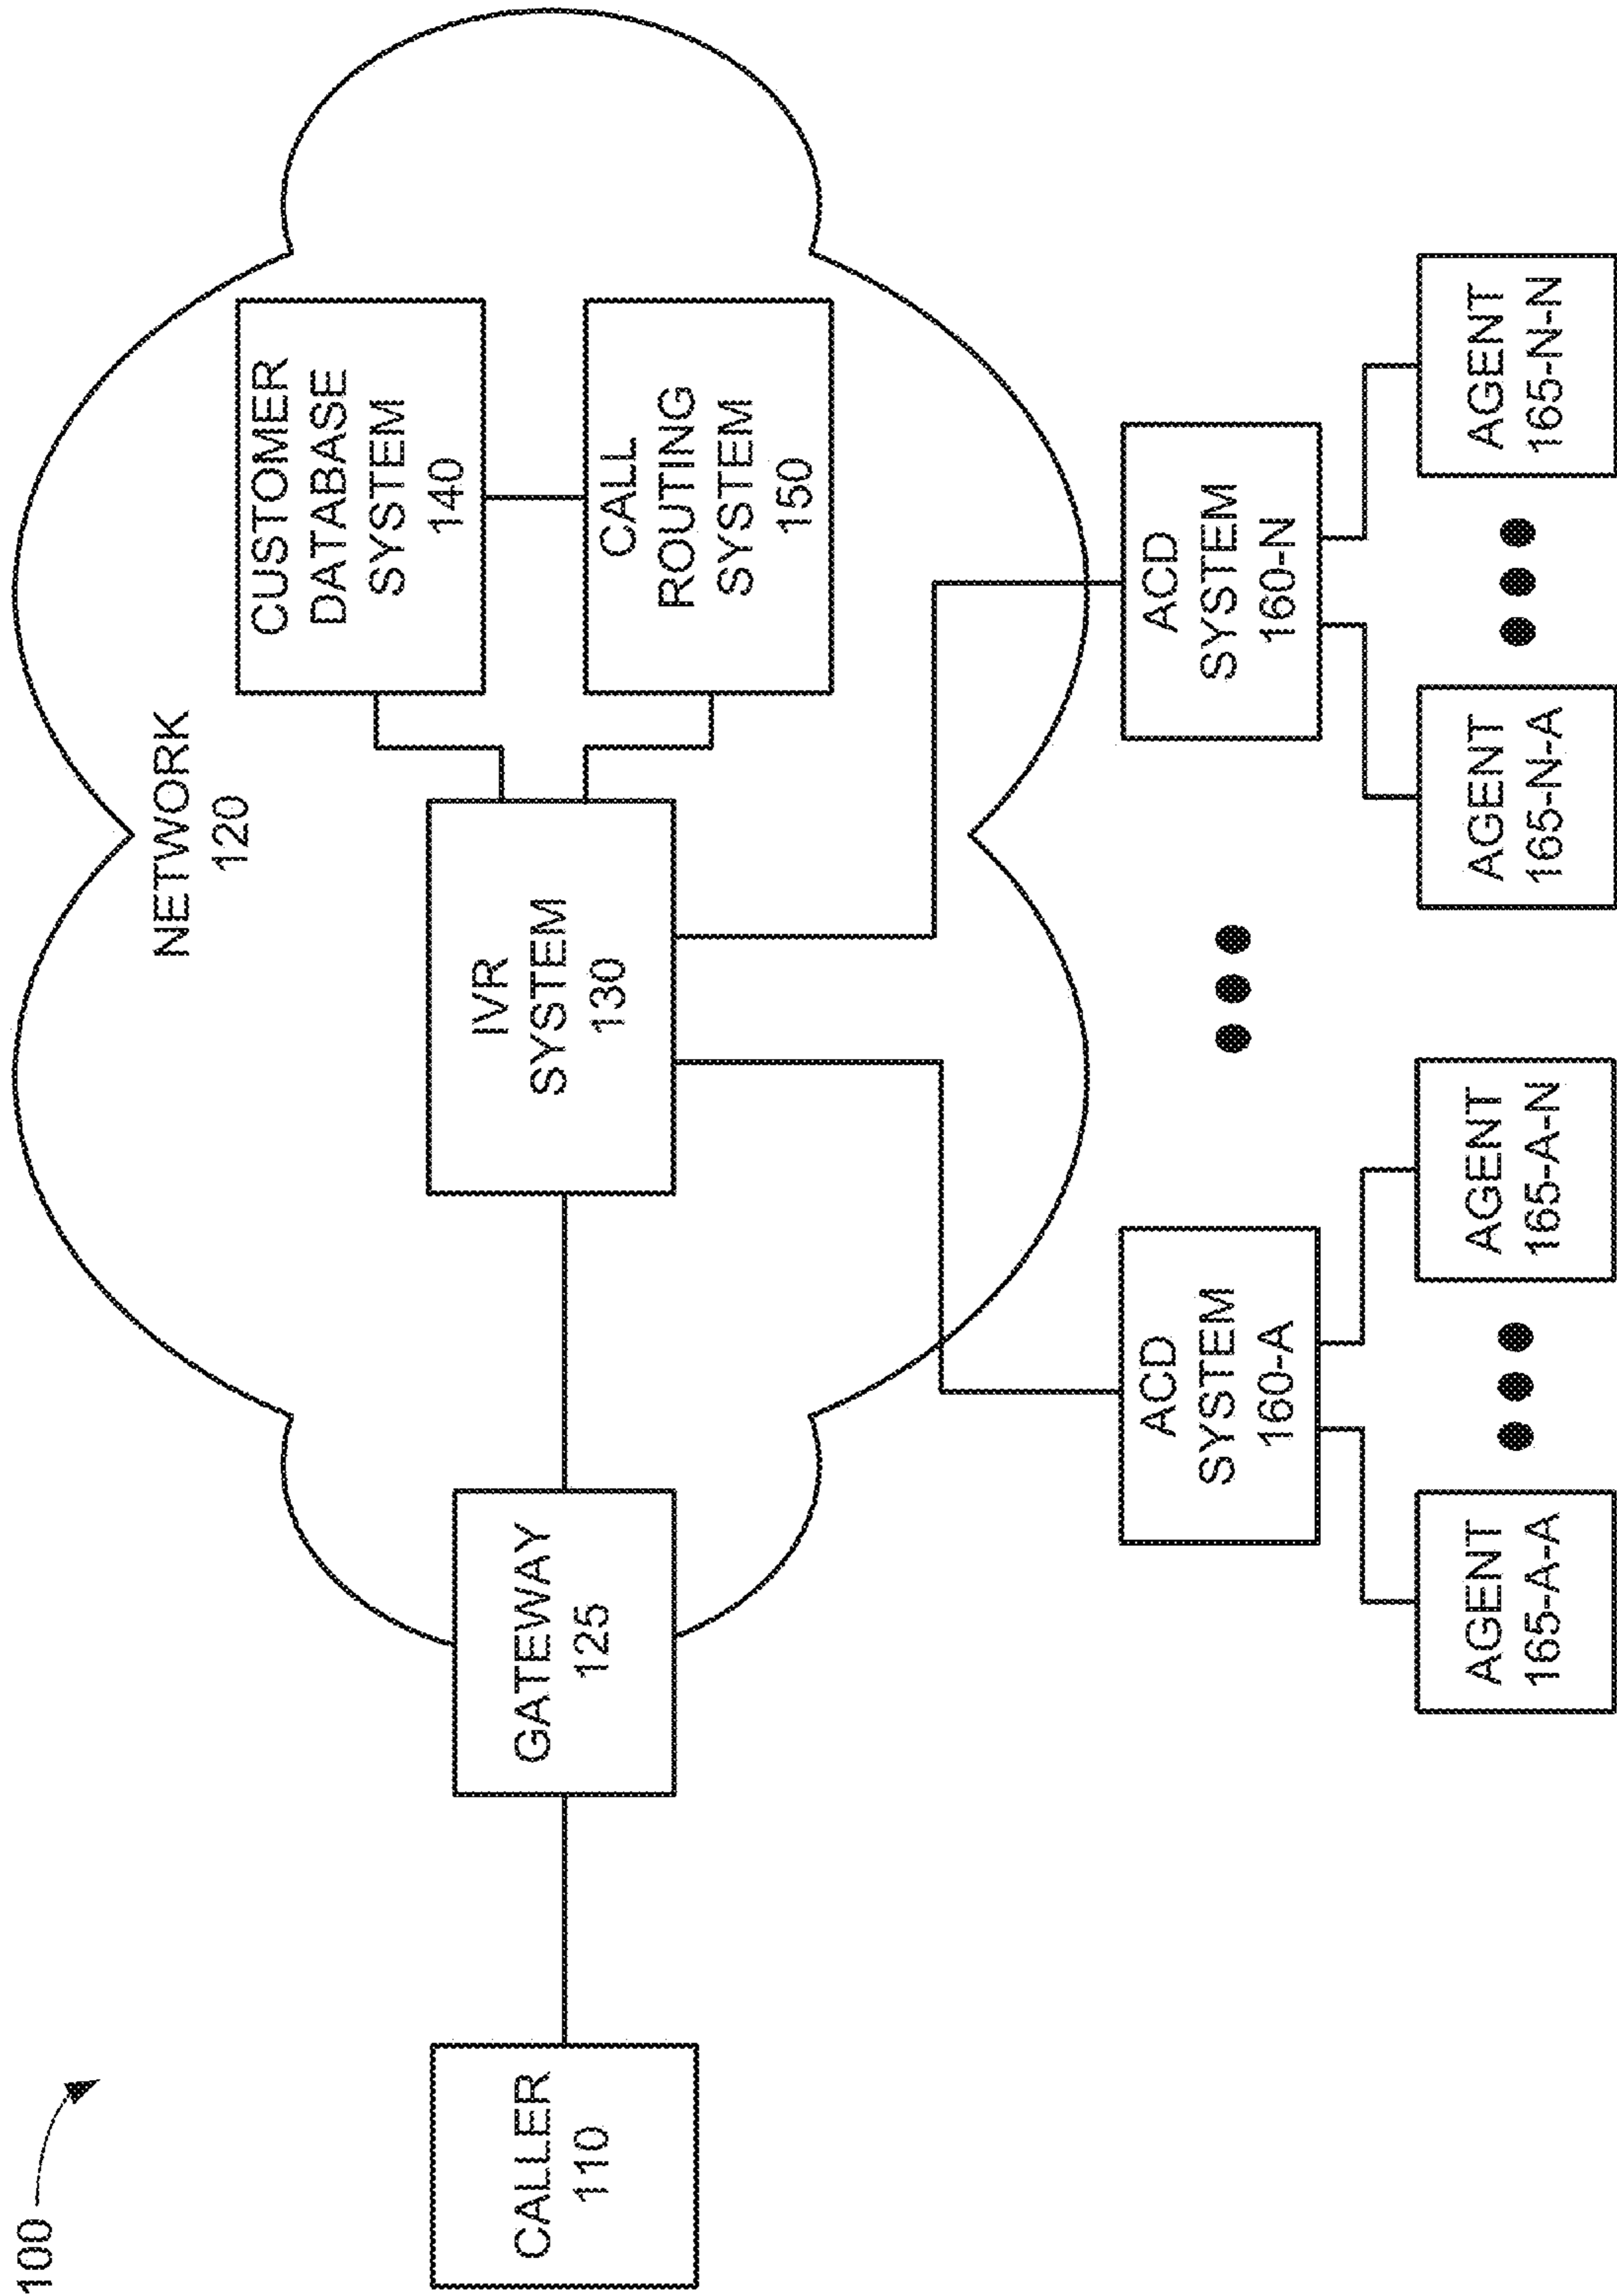 100
NETWORK
120
CUSTOMER
DATABASE
SYSTEM
140
CALLER
110
GATEWAY
125
IVR
SYSTEM
130
CALL
ROUTING
SYSTEM
150
ACD
SYSTEM
160-A
ACD
SYSTEM
160-N
AGENT
165-A-A
AGENT
165-A-N
AGENT
165-N-A
AGENT
165-N-N